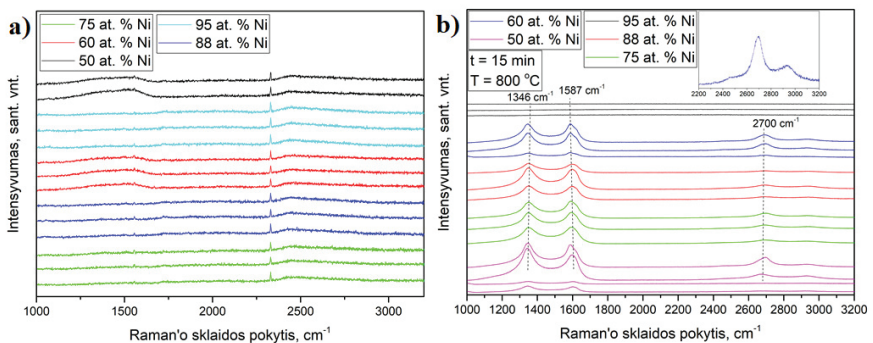 a)
75 at. % Ni
95 at. % Ni
60 at. % Ni
88 at. % Ni
50 at. % Ni
Intensyvumas, sant. vnt.
1000 1500 2000 2500 3000
Raman'o sklaidos pokytis, cm-1
b)
60 at. % Ni
95 at. % Ni
50 at. % Ni
88 at. % Ni
75 at. % Ni
t = 15 min
T = 800 °C
2200 2400 2600 2800 3000 3200
1346 cm-1
1587 cm-1
2700 cm-1
Intensyvumas, sant. vnt.
1000 1200 1400 1600 1800 2000 2200 2400 2600 2800 3000 3200
Raman'o sklaidos pokytis, cm-1